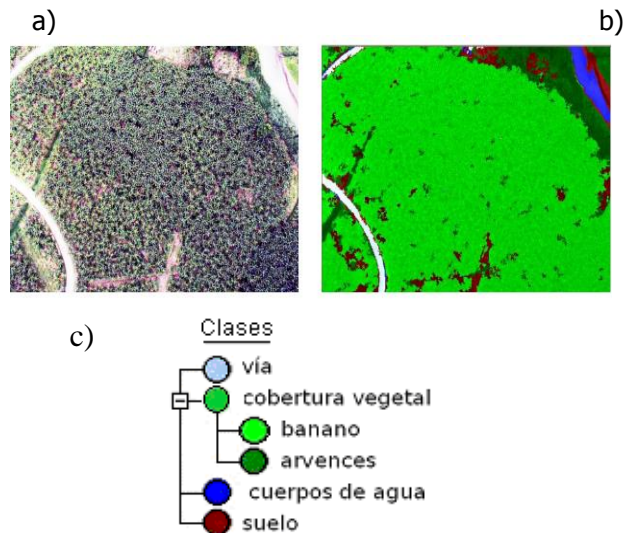 a)
b)
c)
Clases
vía
cobertura vegetal
banano
arvences
cuerpos de agua
suelo